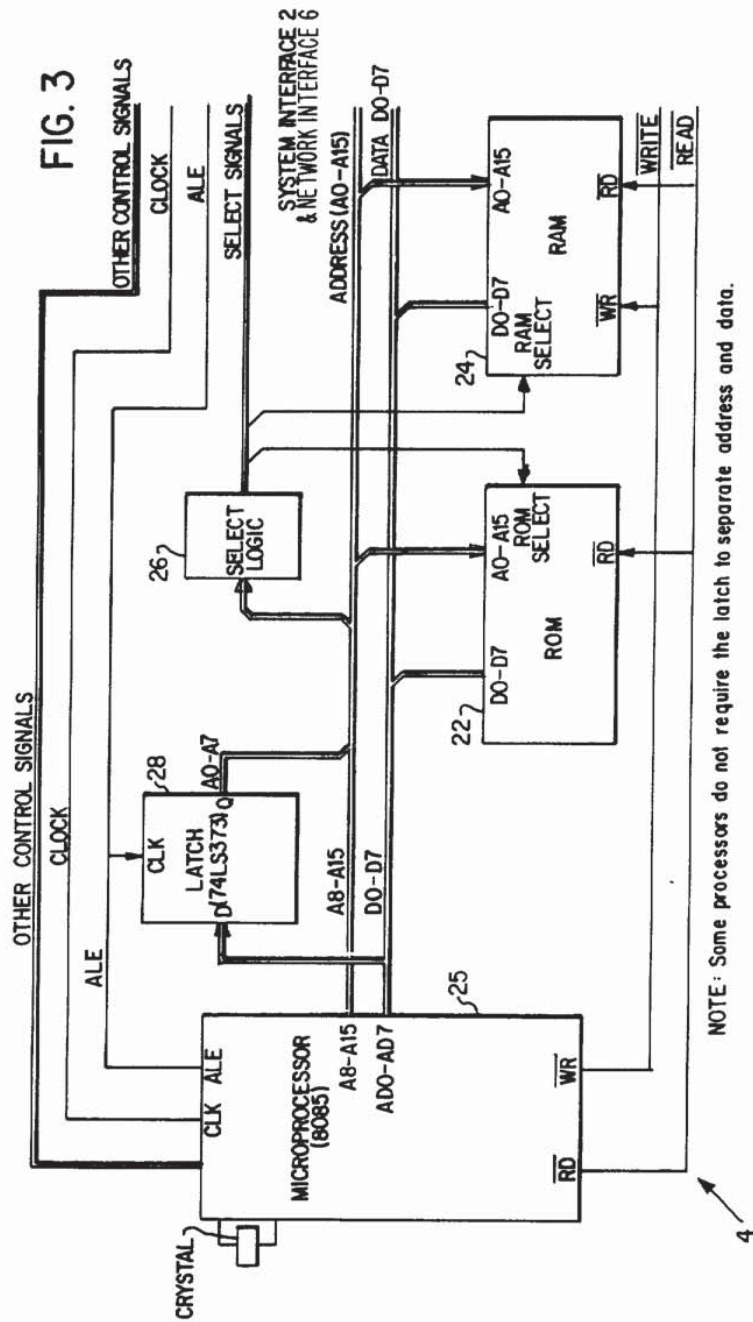 FIG. 3
OTHER CONTROL SIGNALS
OTHER CONTROL SIGNALS
CLOCK
CLOCK
ALE
ALE
SELECT SIGNALS
SYSTEM INTERFACE 2
& NETWORK INTERFACE 6
ADDRESS (A0-A15)
DATA D0-D7
CRYSTAL
CLK
ALE
MICROPROCESSOR
(8085)
A8-A15
AD0-AD7
RD
WR
25
28
CLK
LATCH
D(74LS373)Q
A0-A7
A8-A15
D0-D7
26
SELECT
LOGIC
22
D0-D7
A0-A15
ROM
SELECT
ROM
RD
24
D0-D7
A0-A15
RAM
SELECT
RAM
WR
RD
WRITE
READ
4
NOTE: Some processors do not require the latch to separate address and data.